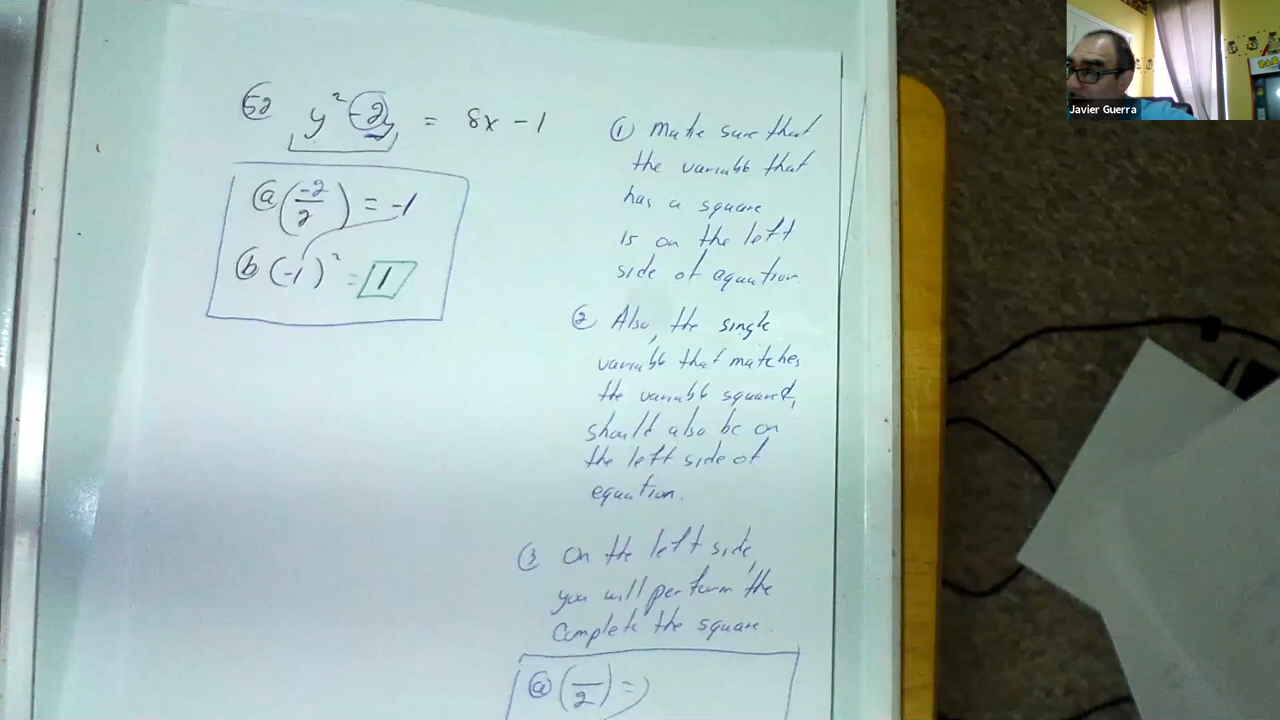 52 y² -2y = 8x - 1
a (-2/2) = -1
b (-1)² = 1
① Make sure that
the variable that
has a square
is on the left
side of equation
② Also, the single
variable that matches
the variable squared,
should also be on
the left side of
equation.
③ On the left side,
you will perform the
Complete the square.
a (—/2) =
Javier Guerra